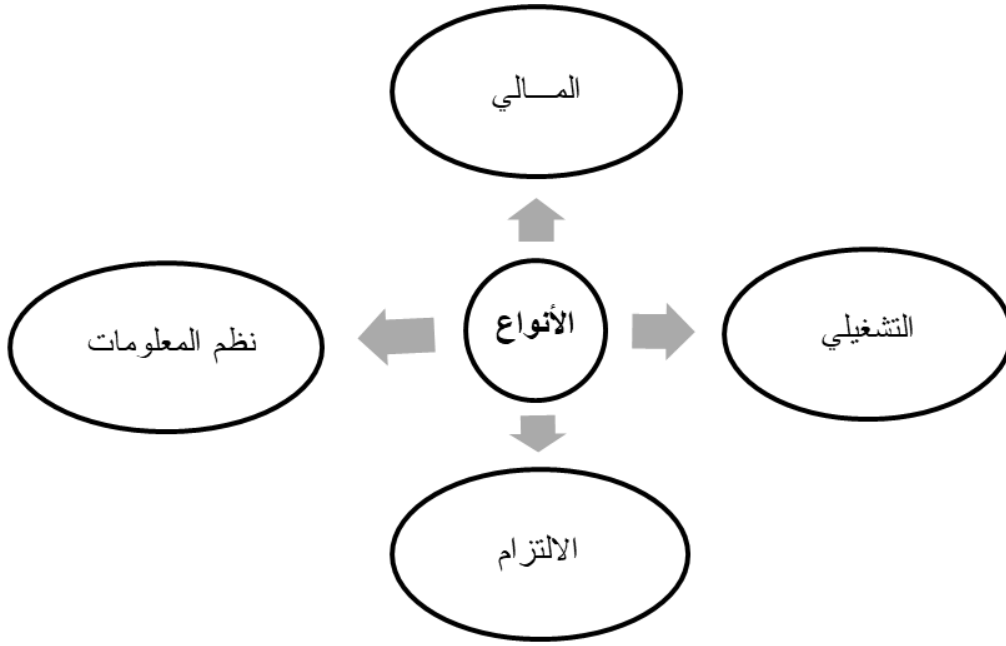 المـــالي
الأنواع
التشغيلي
نظم المعلومات
الالتزام